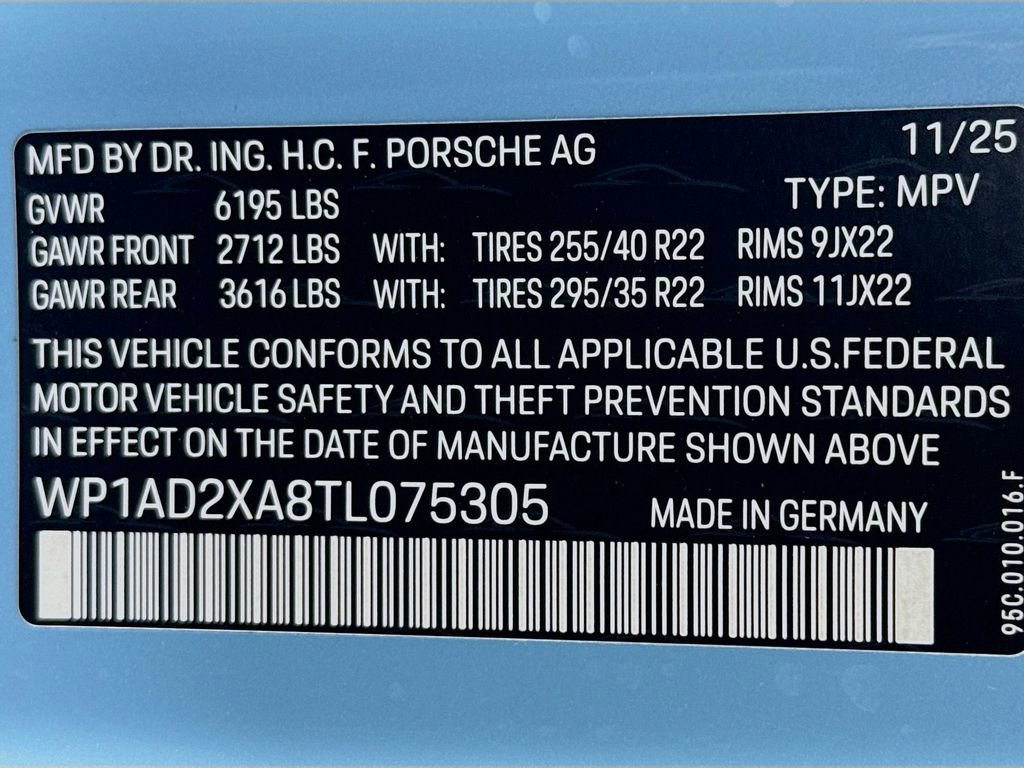 MFD BY DR. ING. H.C. F. PORSCHE AG 11/25
GVWR 6195 LBS TYPE: MPV
GAWR FRONT 2712 LBS WITH: TIRES 255/40 R22 RIMS 9JX22
GAWR REAR 3616 LBS WITH: TIRES 295/35 R22 RIMS 11JX22
THIS VEHICLE CONFORMS TO ALL APPLICABLE U.S.FEDERAL
MOTOR VEHICLE SAFETY AND THEFT PREVENTION STANDARDS
IN EFFECT ON THE DATE OF MANUFACTURE SHOWN ABOVE
WP1AD2XA8TL075305 MADE IN GERMANY
95C.010.016.F